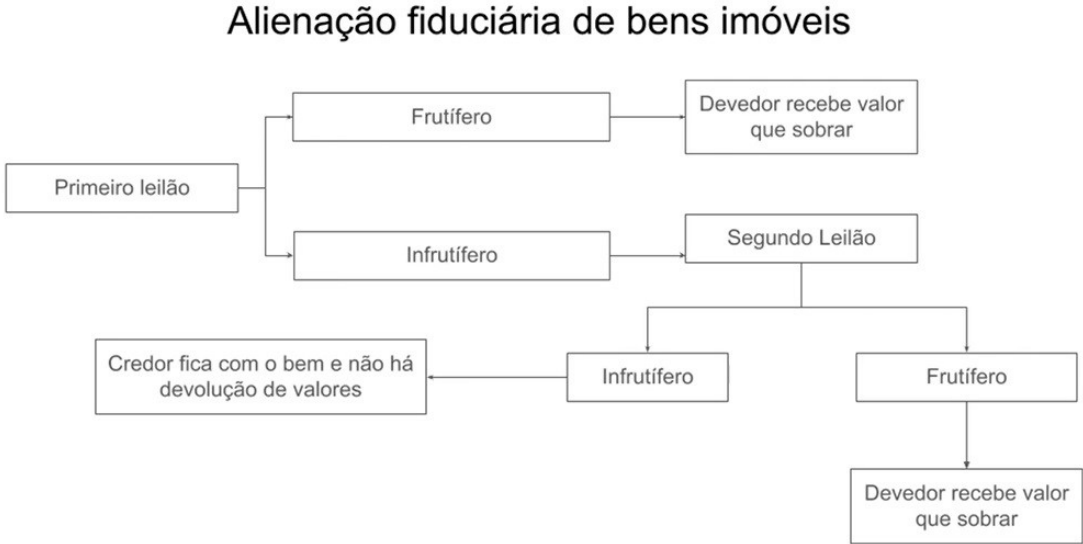 Alienação fiduciária de bens imóveis
Frutífero
Devedor recebe valor
que sobrar
Primeiro leilão
Infrutífero
Segundo Leilão
Credor fica com o bem e não há
devolução de valores
Infrutífero
Frutífero
Devedor recebe valor
que sobrar